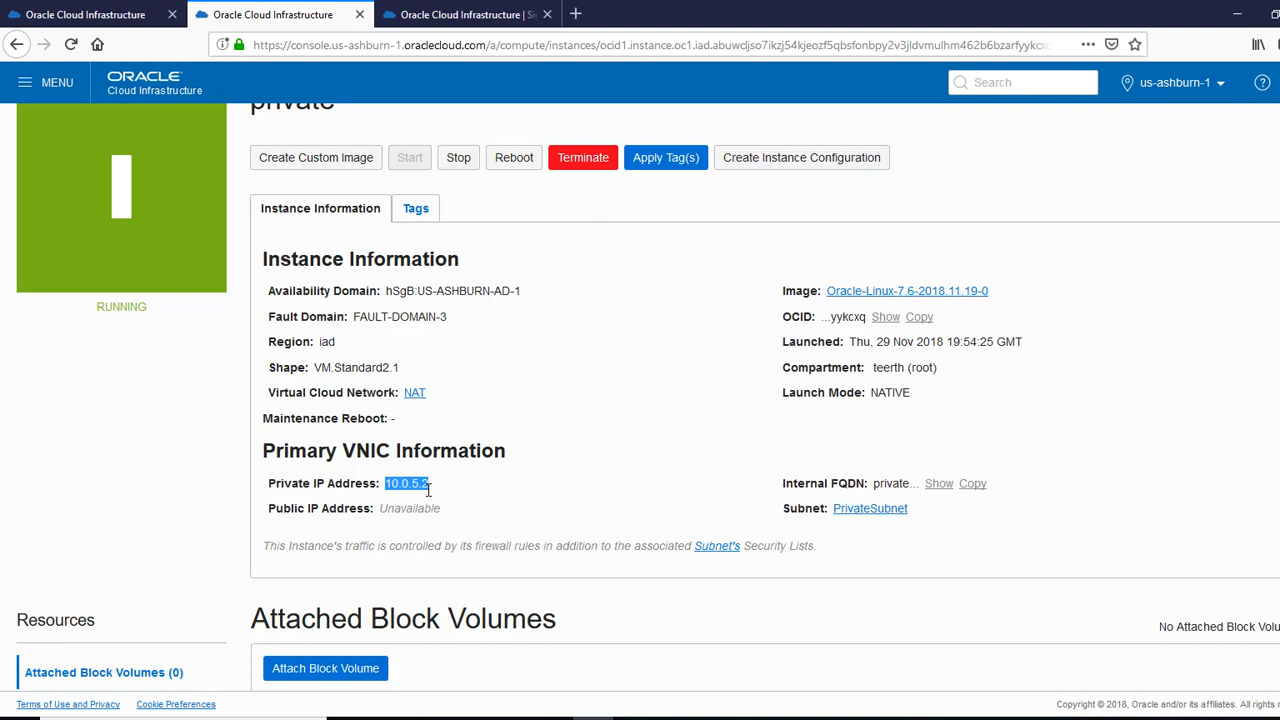 Oracle Cloud Infrastructure
Oracle Cloud Infrastructure
Oracle Cloud Infrastructure |
https://console.us-ashburn-1.oraclecloud.com/a/compute/instances/ocid1.instance.oc1.iad.
MENU
ORACLE
Cloud Infrastructure
Search
us-ashburn-1
private
Create Custom Image
Start
Stop
Reboot
Terminate
Apply Tag(s)
Create Instance Configuration
RUNNING
Instance Information
Tags
Instance Information
Availability Domain: hSgB:US-ASHBURN-AD-1
Image: Oracle-Linux-7.6-2018.11.19-0
Fault Domain: FAULT-DOMAIN-3
OCID: ...yykcxq Show Copy
Region: iad
Launched: Thu, 29 Nov 2018 19:54:25 GMT
Shape: VM.Standard2.1
Compartment: teerth (root)
Virtual Cloud Network: NAT
Launch Mode: NATIVE
Maintenance Reboot: -
Primary VNIC Information
Private IP Address: 10.0.5.2
Internal FQDN: private... Show Copy
Public IP Address: Unavailable
Subnet: PrivateSubnet
This Instance's traffic is controlled by its firewall rules in addition to the associated Subnet's Security Lists.
Resources
Attached Block Volumes
No Attached Block Volu
Attached Block Volumes (0)
Attach Block Volume
Terms of Use and Privacy
Cookie Preferences
Copyright © 2018, Oracle and/or its affiliates. All righ